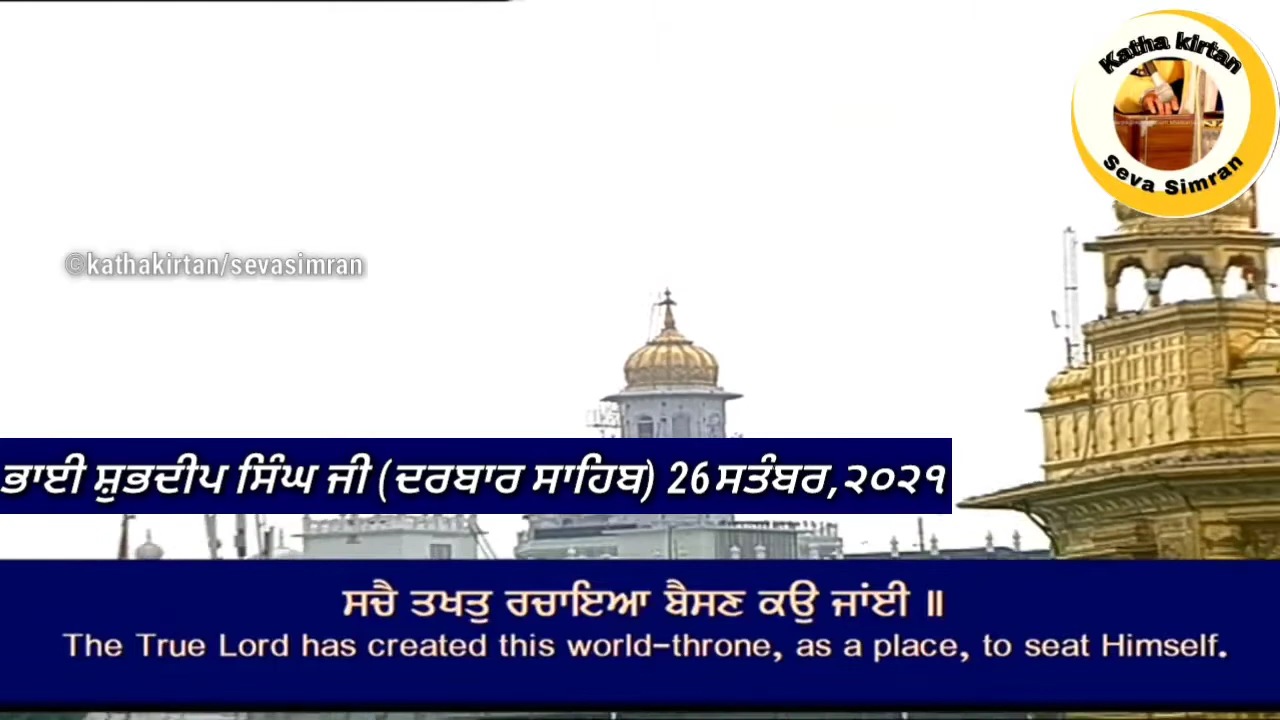 Katha kirtan
Seva Simran
©kathakirtan/sevasimran
ਭਾਈ ਸ਼ੁਭਦੀਪ ਸਿੰਘ ਜੀ (ਦਰਬਾਰ ਸਾਹਿਬ) 26 ਸਤੰਬਰ,੨੦੨੧
ਸਚੈ ਤਖਤੁ ਰਚਾਇਆ ਬੈਸਣ ਕਉ ਜਾਂਈ ॥
The True Lord has created this world-throne, as a place, to seat Himself.